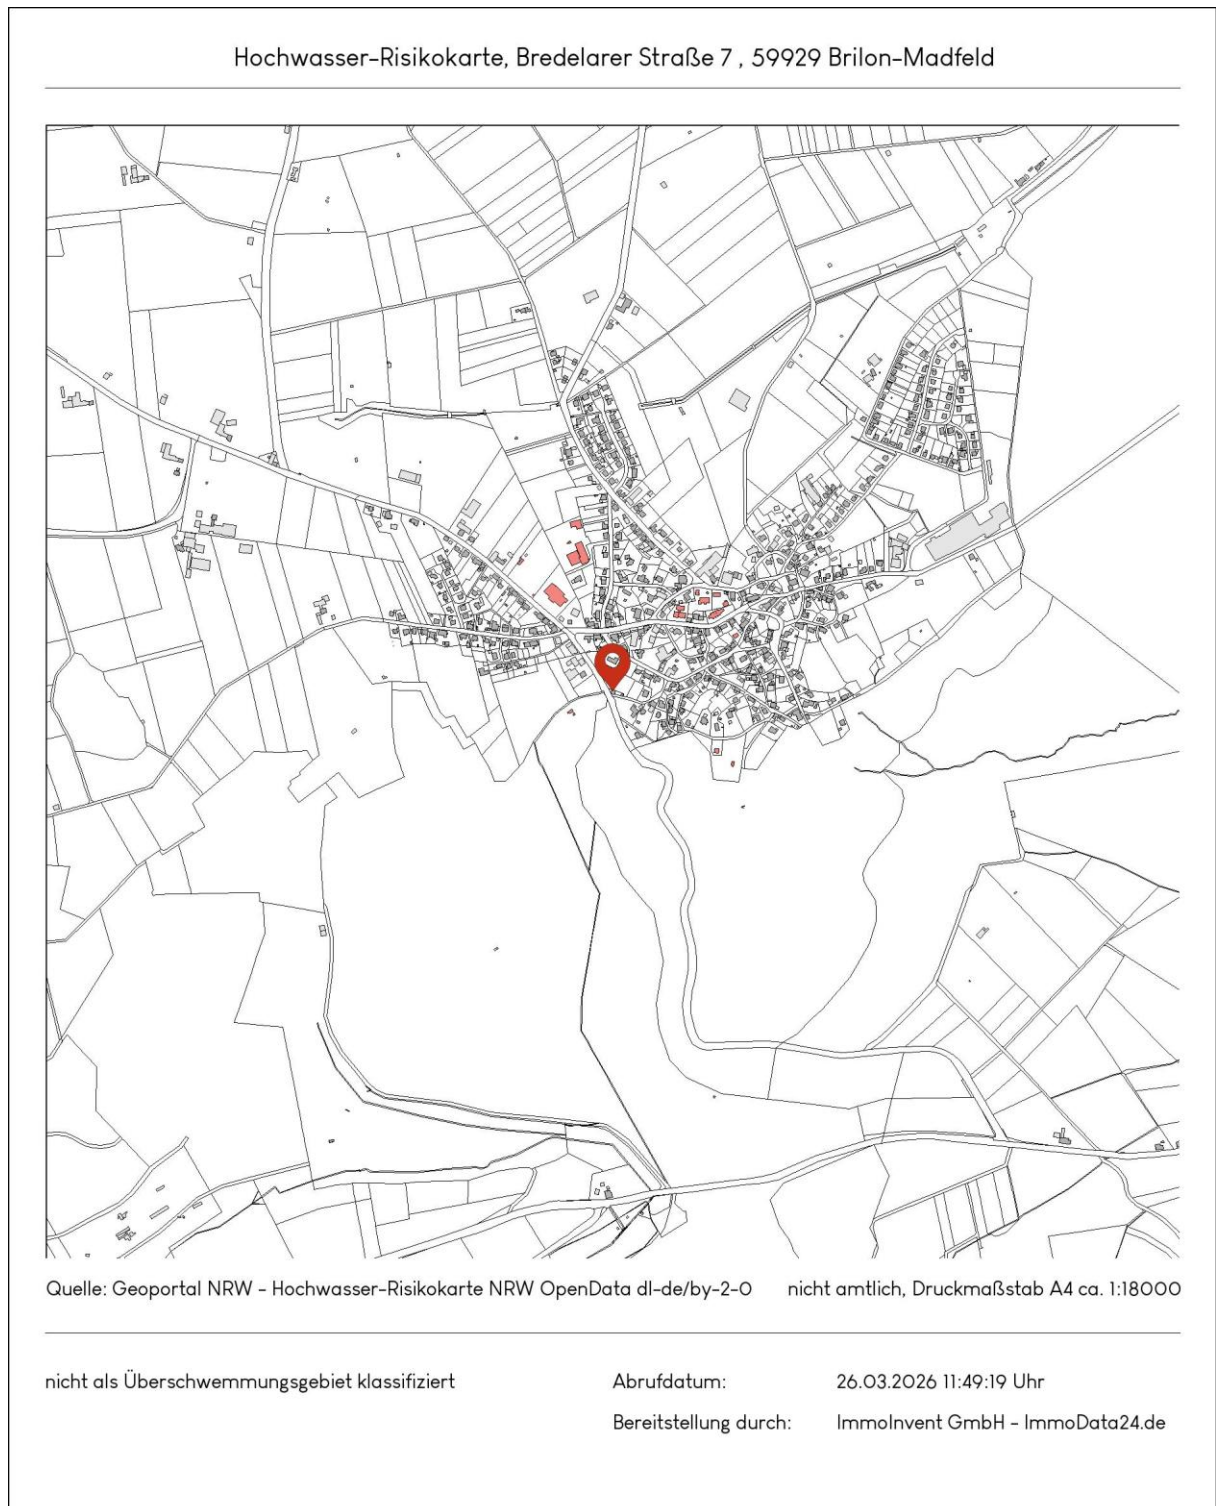 Hochwasser-Risikokarte, Bredelarer Straße 7 , 59929 Brilon-Madfeld
Quelle: Geoportal NRW - Hochwasser-Risikokarte NRW OpenData dl-de/by-2-0 nicht amtlich, Druckmaßstab A4 ca. 1:18000
nicht als Überschwemmungsgebiet klassifiziert Abrufdatum: 26.03.2026 11:49:19 Uhr
Bereitstellung durch: ImmoInvent GmbH - ImmoData24.de